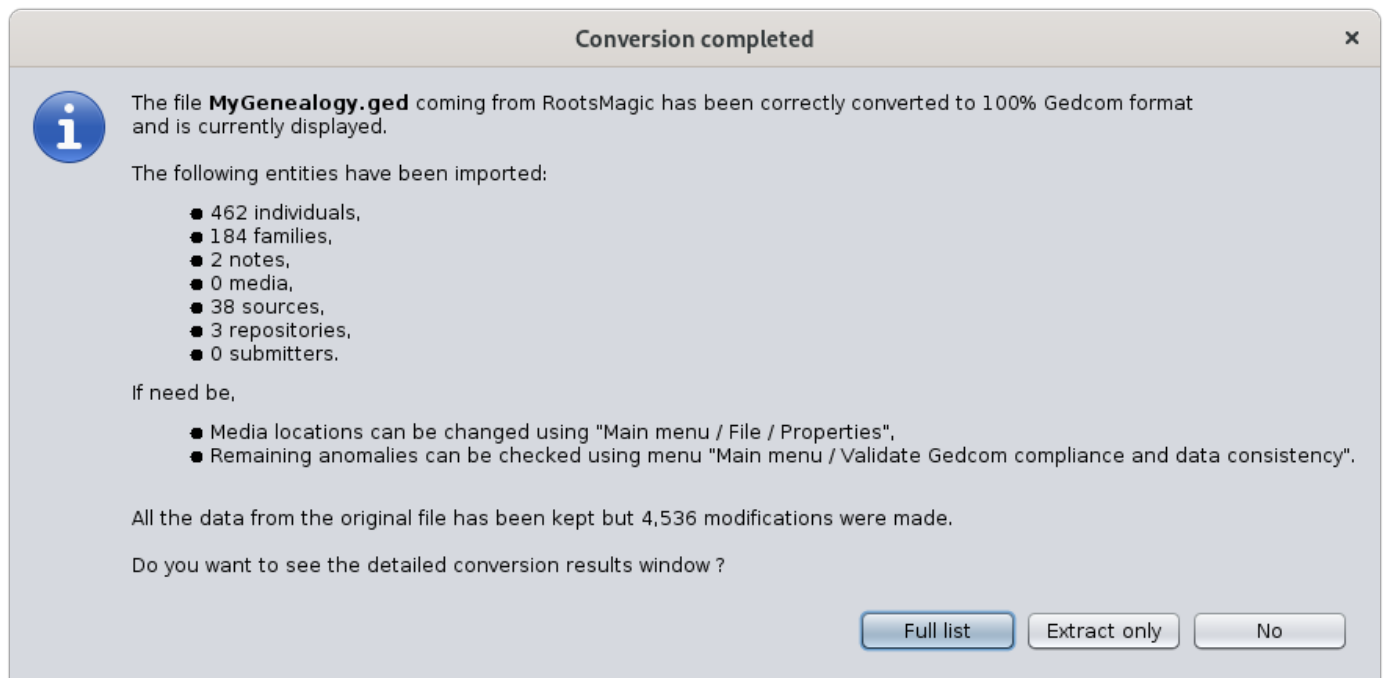 Conversion completed
×
The file MyGenealogy.ged coming from RootsMagic has been correctly converted to 100% Gedcom format
and is currently displayed.
The following entities have been imported:
● 462 individuals,
● 184 families,
● 2 notes,
● 0 media,
● 38 sources,
● 3 repositories,
● 0 submitters.
If need be,
● Media locations can be changed using "Main menu / File / Properties",
● Remaining anomalies can be checked using menu "Main menu / Validate Gedcom compliance and data consistency".
All the data from the original file has been kept but 4,536 modifications were made.
Do you want to see the detailed conversion results window ?
Full list
Extract only
No